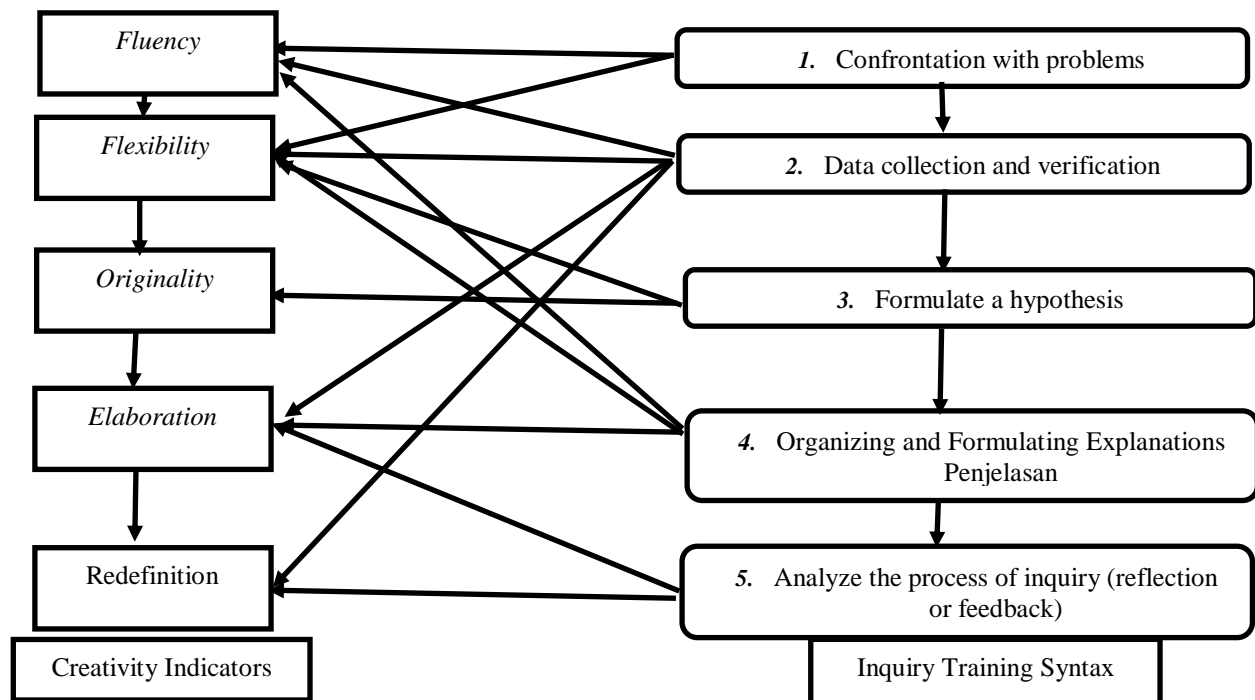 Fluency
Flexibility
Originality
Elaboration
Redefinition
Creativity Indicators
1. Confrontation with problems
2. Data collection and verification
3. Formulate a hypothesis
4. Organizing and Formulating Explanations
Penjelasan
5. Analyze the process of inquiry (reflection
or feedback)
Inquiry Training Syntax